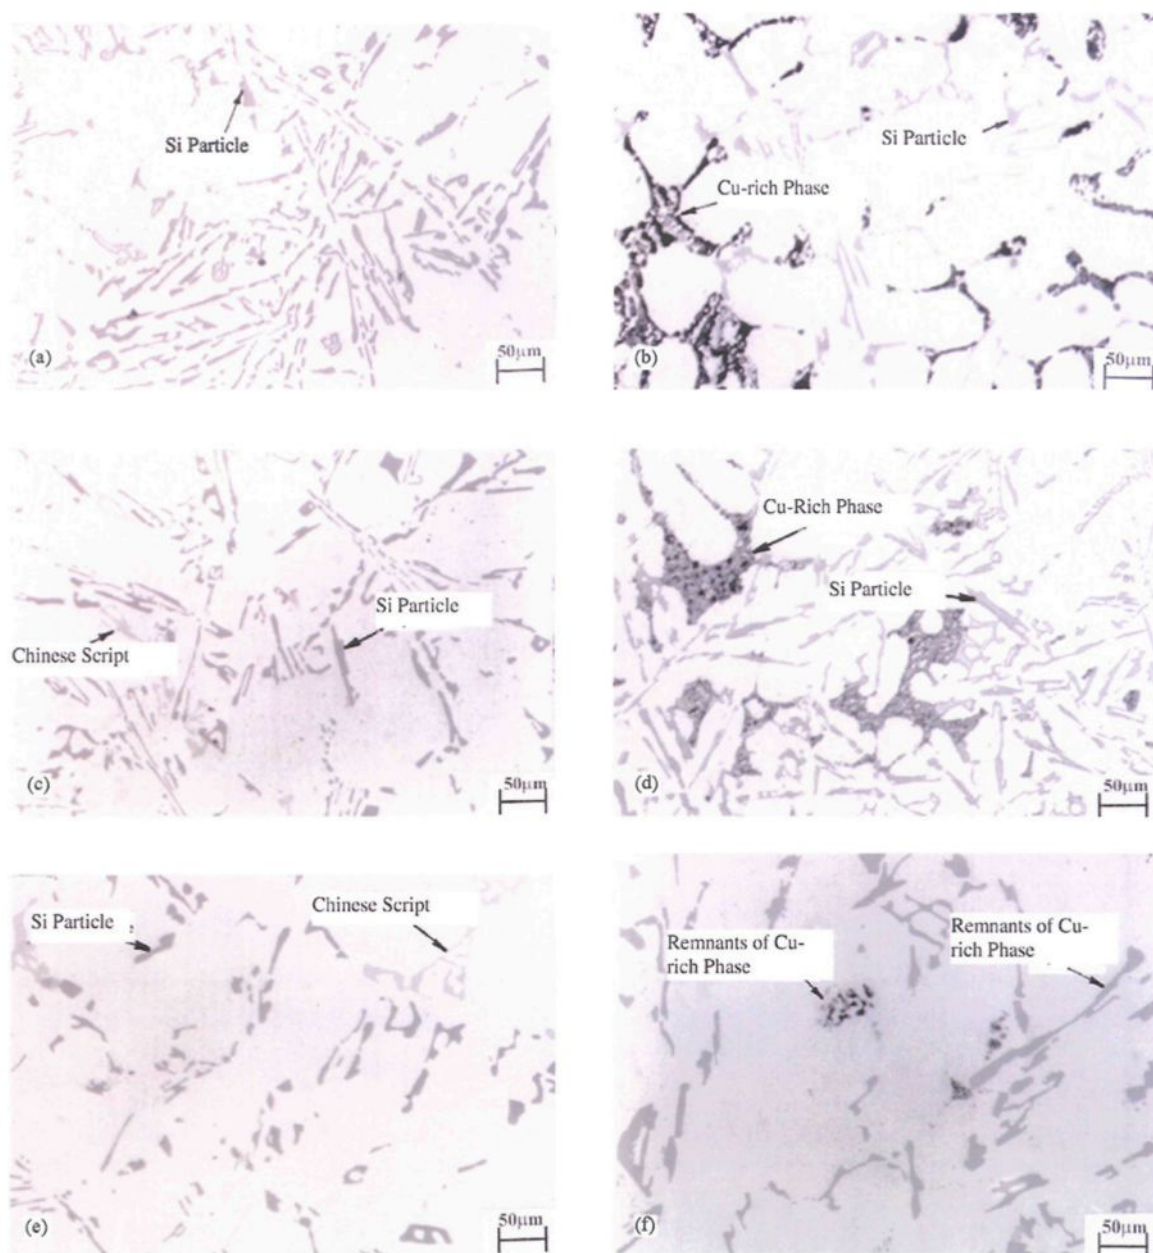 Si Particle
(a)
50μm
Si Particle
Cu-rich Phase
(b)
50μm
Si Particle
Chinese Script
(c)
50μm
Cu-Rich Phase
Si Particle
(d)
50μm
Chinese Script
Si Particle
(e)
50μm
Remnants of Cu-
rich Phase
Remnants of Cu-
rich Phase
(f)
50μm